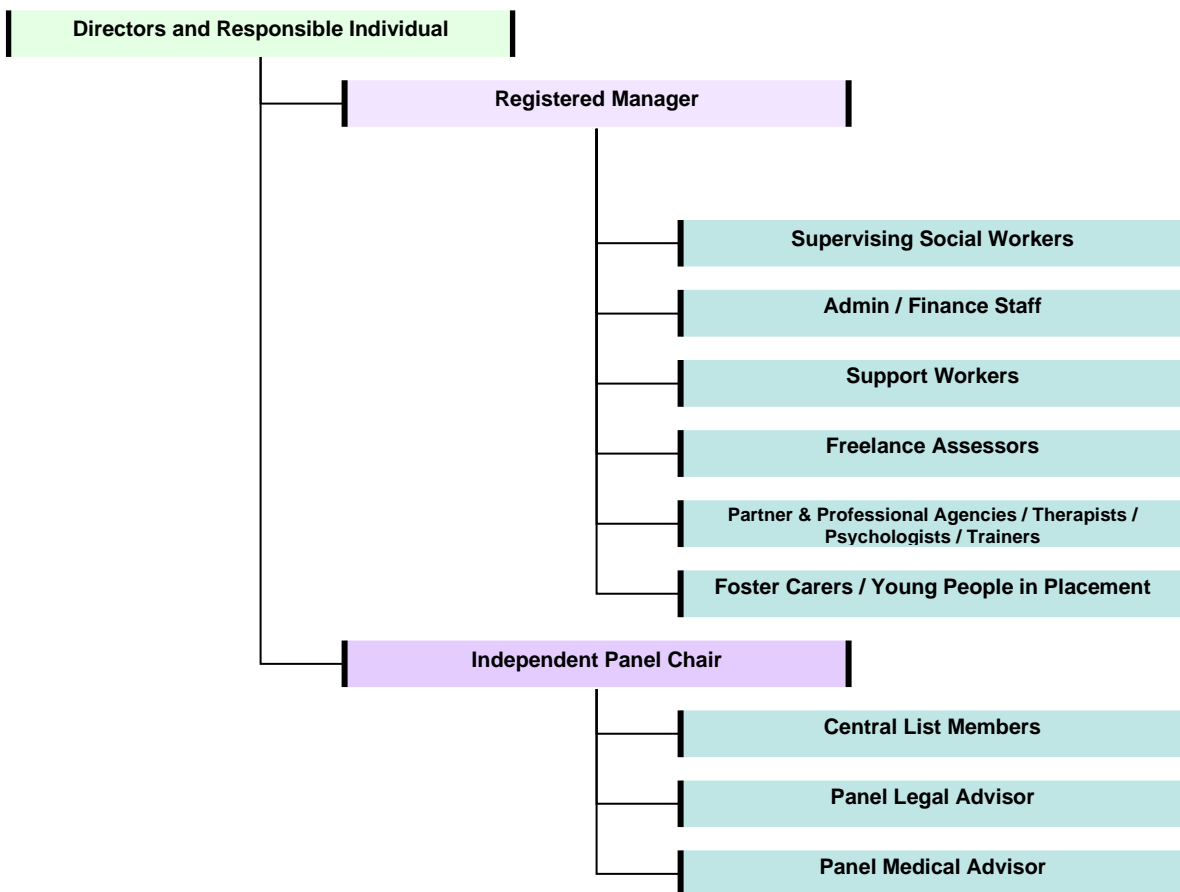 Directors and Responsible Individual
Registered Manager
Supervising Social Workers
Admin / Finance Staff
Support Workers
Freelance Assessors
Partner & Professional Agencies / Therapists /
Psychologists / Trainers
Foster Carers / Young People in Placement
Independent Panel Chair
Central List Members
Panel Legal Advisor
Panel Medical Advisor